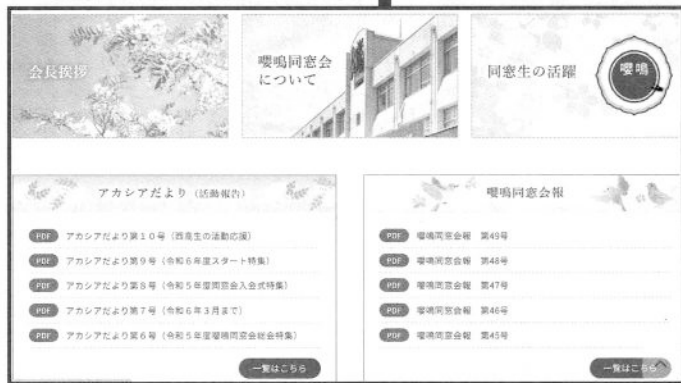 会長挨拶
嚶鳴同窓会
について
同窓生の活躍
嚶鳴
アカシアだより（活動報告）
PDF アカシアだより第１０号（西高生の活動応援）
PDF アカシアだより第９号（令和６年度スタート特集）
PDF アカシアだより第８号（令和５年度同窓会入会式特集）
PDF アカシアだより第７号（令和６年３月まで）
PDF アカシアだより第６号（令和５年度嚶鳴同窓会総会特集）
一覧はこちら
嚶鳴同窓会報
PDF 嚶鳴同窓会報　第49号
PDF 嚶鳴同窓会報　第48号
PDF 嚶鳴同窓会報　第47号
PDF 嚶鳴同窓会報　第46号
PDF 嚶鳴同窓会報　第45号
一覧はこちら